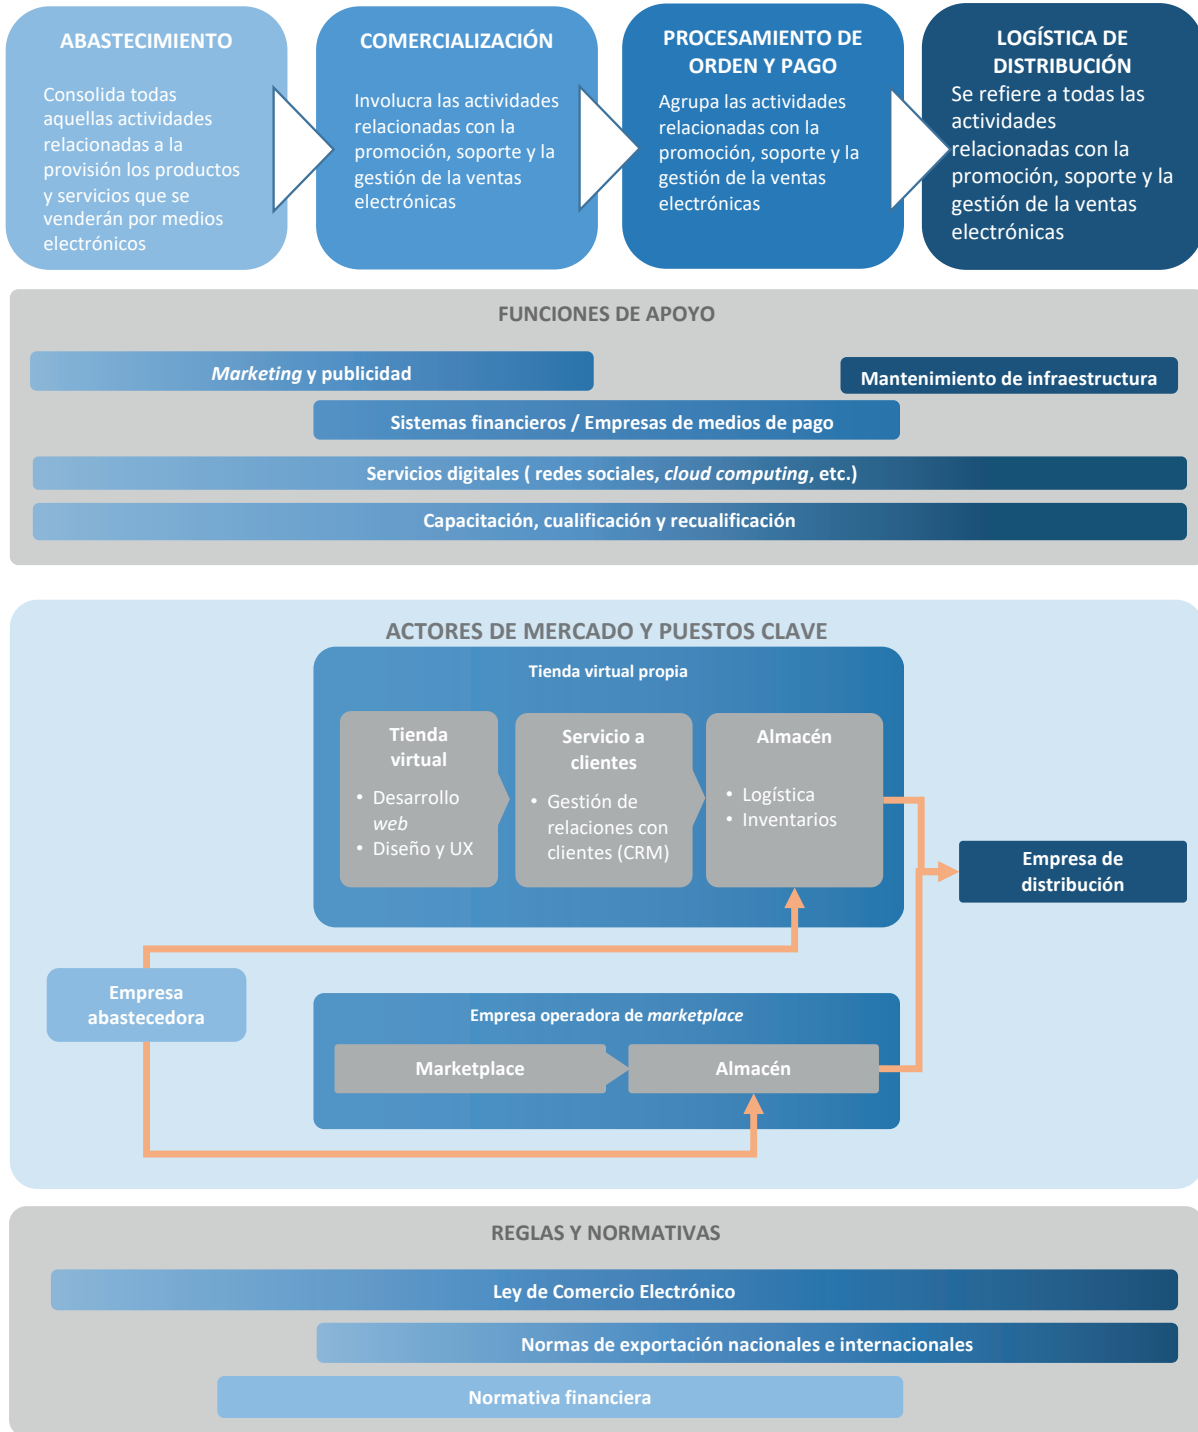 ABASTECIMIENTO
Consolida todas
aquellas actividades
relacionadas a la
provisión los productos
y servicios que se
venderán por medios
electrónicos
COMERCIALIZACIÓN
Involucra las actividades
relacionadas con la
promoción, soporte y la
gestión de la ventas
electrónicas
PROCESAMIENTO DE
ORDEN Y PAGO
Agrupa las actividades
relacionadas con la
promoción, soporte y la
gestión de la ventas
electrónicas
LOGÍSTICA DE
DISTRIBUCIÓN
Se refiere a todas las
actividades
relacionadas con la
promoción, soporte y la
gestión de la ventas
electrónicas
FUNCIONES DE APOYO
Marketing y publicidad
Mantenimiento de infraestructura
Sistemas financieros / Empresas de medios de pago
Servicios digitales ( redes sociales, cloud computing, etc.)
Capacitación, cualificación y recualificación
ACTORES DE MERCADO Y PUESTOS CLAVE
Tienda virtual propia
Tienda
virtual
• Desarrollo
web
• Diseño y UX
Servicio a
clientes
• Gestión de
relaciones con
clientes (CRM)
Almacén
• Logística
• Inventarios
Empresa de
distribución
Empresa
abastecedora
Empresa operadora de marketplace
Marketplace
Almacén
REGLAS Y NORMATIVAS
Ley de Comercio Electrónico
Normas de exportación nacionales e internacionales
Normativa financiera